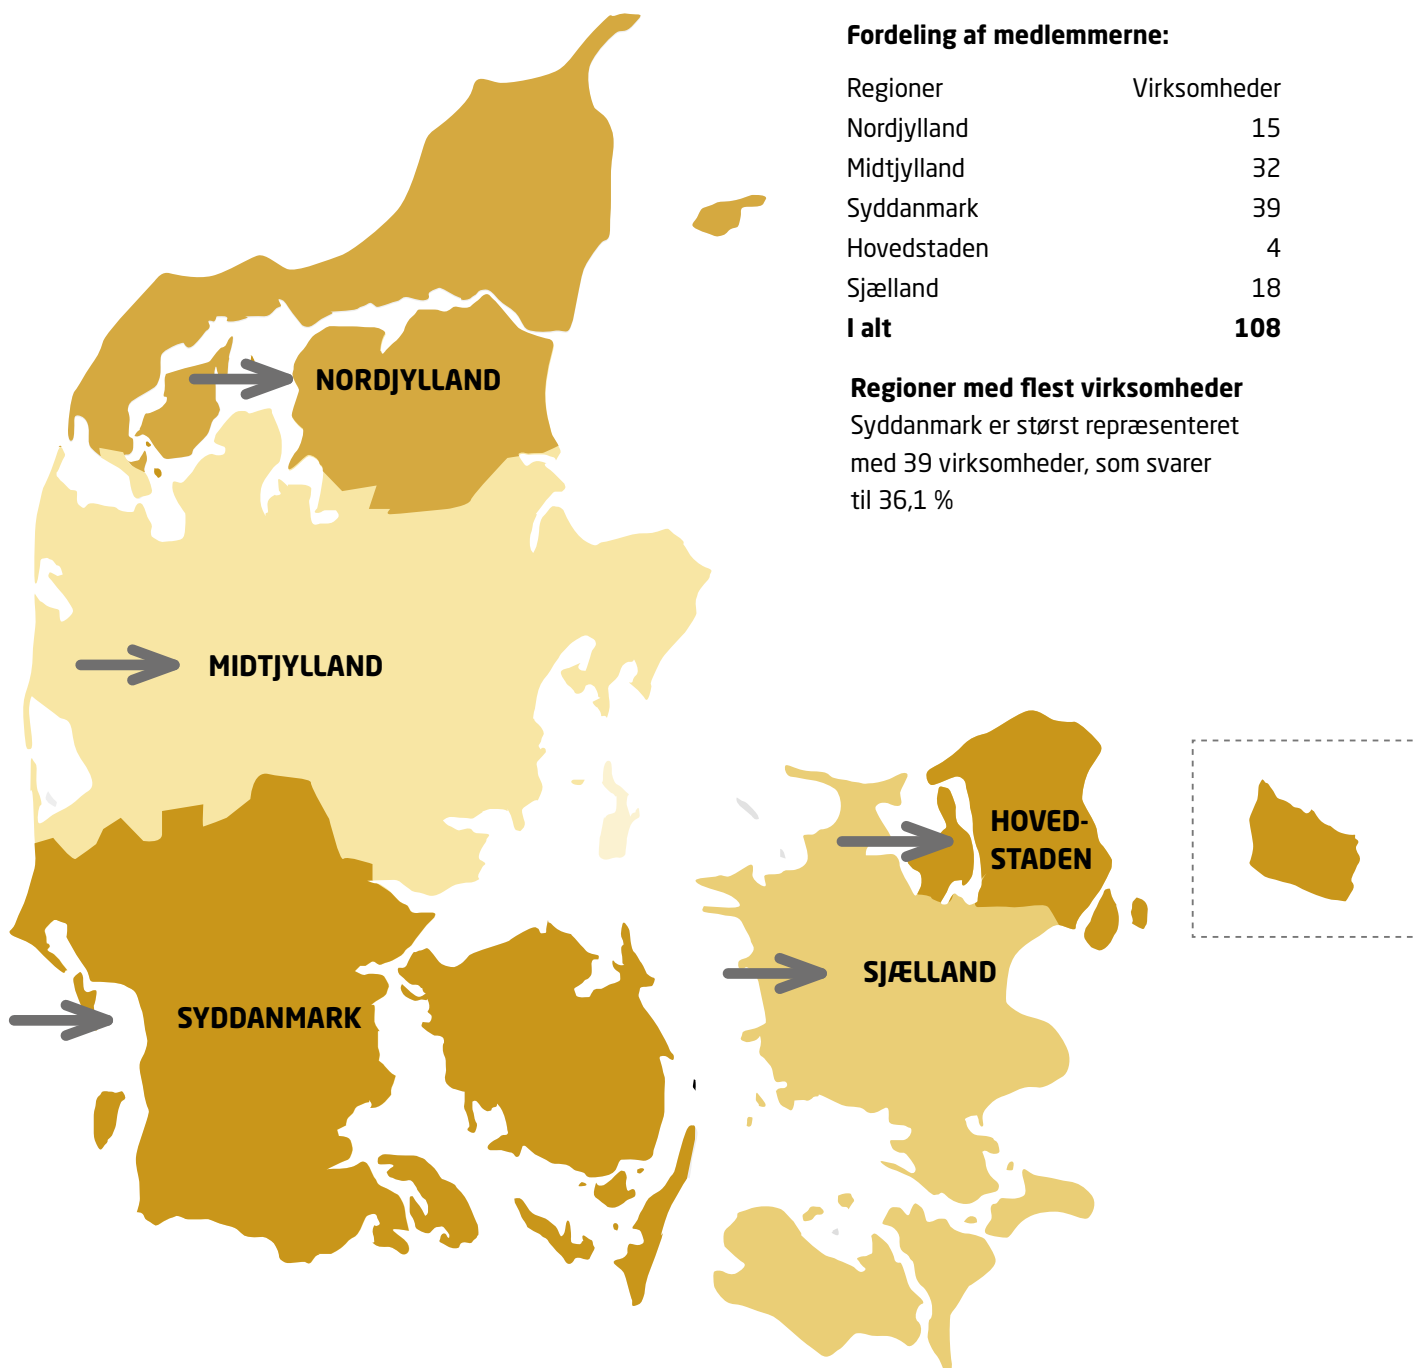 Fordeling af medlemmerne:
Regioner Virksomheder
Nordjylland 15
Midtjylland 32
Syddanmark 39
Hovedstaden 4
Sjælland 18
I alt 108
Regioner med flest virksomheder
Syddanmark er størst repræsenteret
med 39 virksomheder, som svarer
til 36,1 %
NORDJYLLAND
MIDTJYLLAND
HOVED-
STADEN
SJÆLLAND
SYDDANMARK